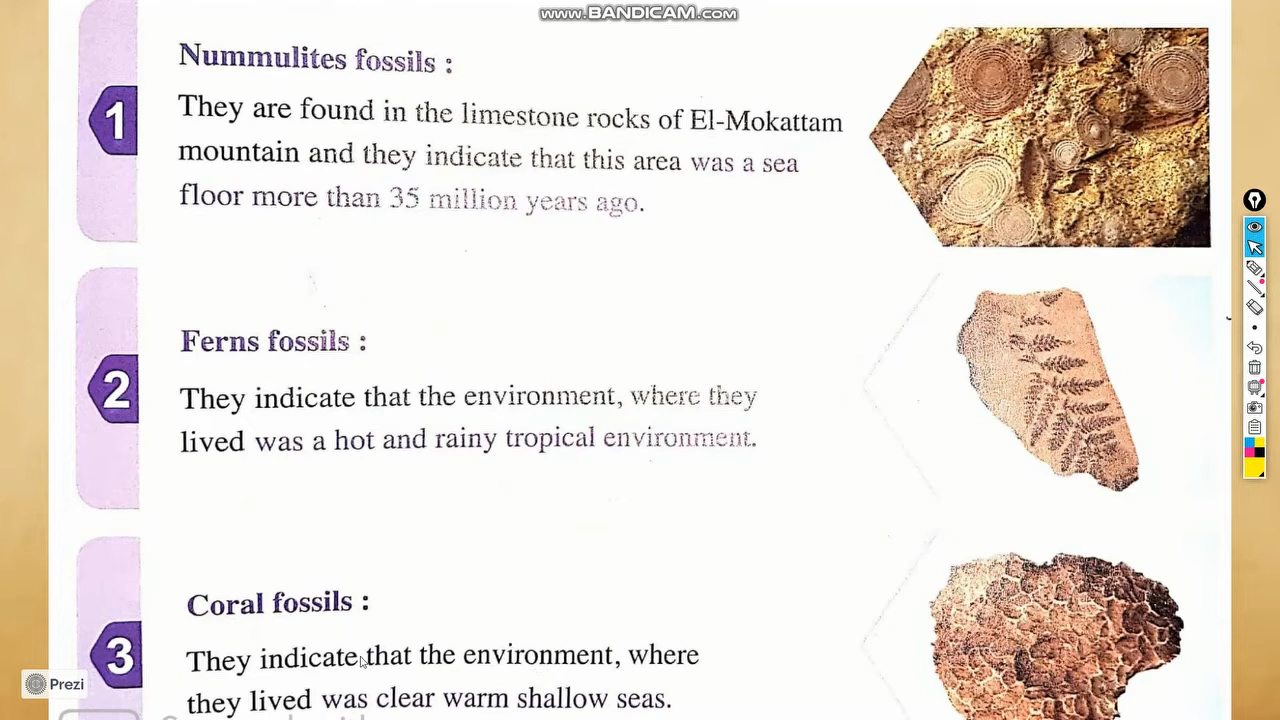 www.BANDICAM.com
Nummulites fossils :
They are found in the limestone rocks of El-Mokattam
1
mountain and they indicate that this area was a sea
floor more than 35 million years ago.
Ferns fossils :
2
They indicate that the environment, where they
lived was a hot and rainy tropical environment.
Coral fossils :
3
They indicate that the environment, where
they lived was clear warm shallow seas.
Prezi